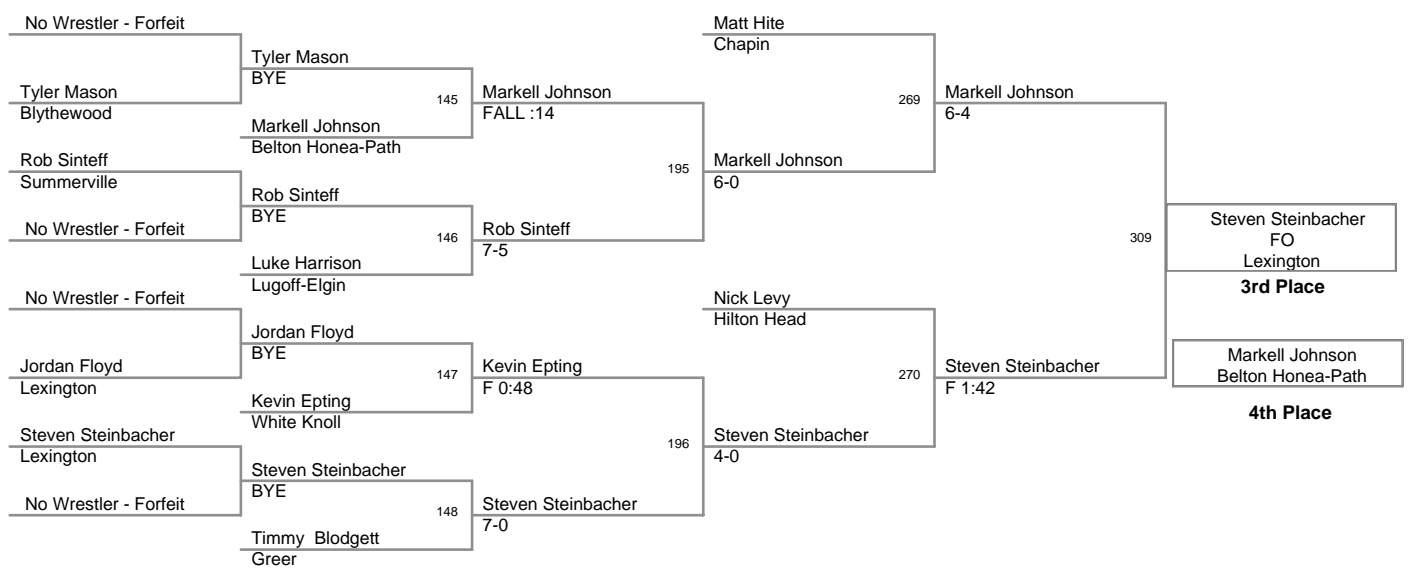 No Wrestler - Forfeit
Tyler Mason
Blythewood
Rob Sinteff
Summerville
No Wrestler - Forfeit
No Wrestler - Forfeit
Jordan Floyd
Lexington
Steven Steinbacher
Lexington
No Wrestler - Forfeit
Tyler Mason
BYE
145
Markell Johnson
Belton Honea-Path
Rob Sinteff
BYE
146
Luke Harrison
Lugoff-Elgin
Jordan Floyd
BYE
147
Kevin Epting
White Knoll
Steven Steinbacher
BYE
148
Timmy Blodgett
Greer
Markell Johnson
FALL :14
195
Rob Sinteff
7-5
Kevin Epting
F 0:48
196
Steven Steinbacher
7-0
Matt Hite
Chapin
269
Markell Johnson
6-0
Nick Levy
Hilton Head
270
Steven Steinbacher
4-0
Markell Johnson
6-4
309
Steven Steinbacher
F 1:42
Steven Steinbacher
FO
Lexington
3rd Place
Markell Johnson
Belton Honea-Path
4th Place